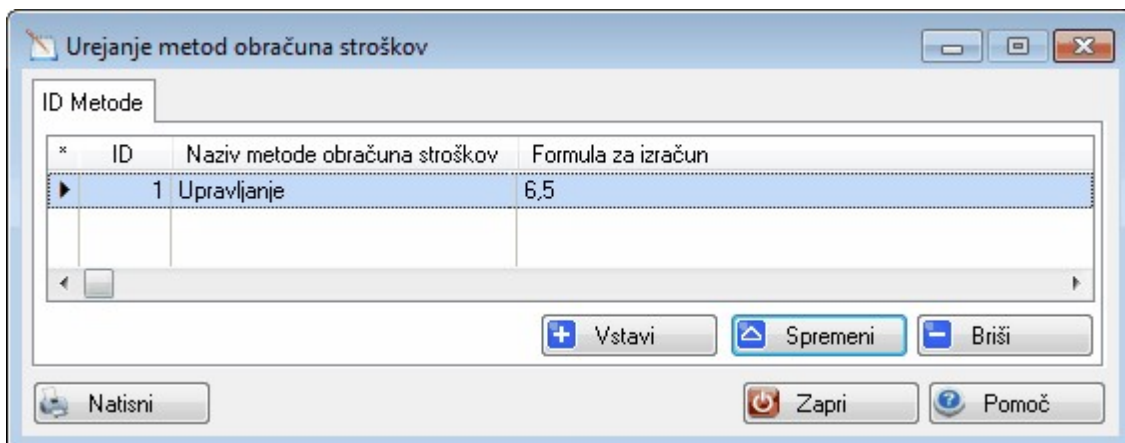 Urejanje metod obračuna stroškov
ID Metode
* ID Naziv metode obračuna stroškov Formula za izračun
1 Upravljanje 6,5
Vstavi Spremeni Briši
Natisni Zapri Pomoč